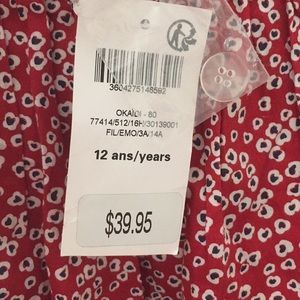 3604275148592
OKAIDI - 80
77414/512/16H/30139001
FIL/EMO/3A/14A
12 ans/years
$39.95